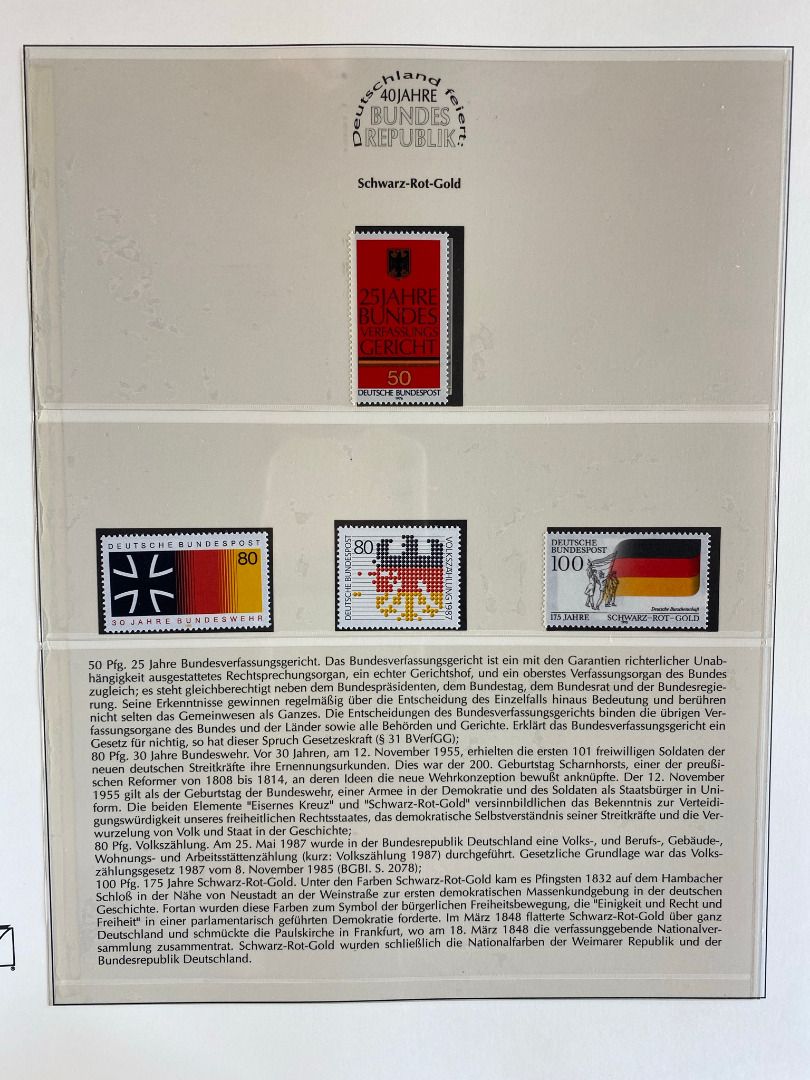 Deutschland feiert:
40 JAHRE
BUNDES
REPUBLIK
Schwarz-Rot-Gold
25 JAHRE
BUNDES
VERFASSUNGS
GERICHT
50
DEUTSCHE BUNDESPOST
1976
DEUTSCHE BUNDESPOST
80
30 JAHRE BUNDESWEHR
DEUTSCHE BUNDESPOST
80
VOLKSZÄHLUNG 1987
DEUTSCHE
BUNDESPOST
100
Deutsche Burschenschaft
175 JAHRE SCHWARZ-ROT-GOLD
50 Pfg. 25 Jahre Bundesverfassungsgericht. Das Bundesverfassungsgericht ist ein mit den Garantien richterlicher Unab-
hängigkeit ausgestattetes Rechtsprechungsorgan, ein echter Gerichtshof, und ein oberstes Verfassungsorgan des Bundes
zugleich; es steht gleichberechtigt neben dem Bundespräsidenten, dem Bundestag, dem Bundesrat und der Bundesregie-
rung. Seine Erkenntnisse gewinnen regelmäßig über die Entscheidung des Einzelfalls hinaus Bedeutung und berühren
nicht selten das Gemeinwesen als Ganzes. Die Entscheidungen des Bundesverfassungsgerichts binden die übrigen Ver-
fassungsorgane des Bundes und der Länder sowie alle Behörden und Gerichte. Erklärt das Bundesverfassungsgericht ein
Gesetz für nichtig, so hat dieser Spruch Gesetzeskraft (§ 31 BVerfGG);
80 Pfg. 30 Jahre Bundeswehr. Vor 30 Jahren, am 12. November 1955, erhielten die ersten 101 freiwilligen Soldaten der
neuen deutschen Streitkräfte ihre Ernennungsurkunden. Dies war der 200. Geburtstag Scharnhorsts, einer der preußi-
schen Reformer von 1808 bis 1814, an deren Ideen die neue Wehrkonzeption bewußt anknüpfte. Der 12. November
1955 gilt als der Geburtstag der Bundeswehr, einer Armee in der Demokratie und des Soldaten als Staatsbürger in Uni-
form. Die beiden Elemente "Eisernes Kreuz" und "Schwarz-Rot-Gold" versinnbildlichen das Bekenntnis zur Verteidi-
gungswürdigkeit unseres freiheitlichen Rechtsstaates, das demokratische Selbstverständnis seiner Streitkräfte und die Ver-
wurzelung von Volk und Staat in der Geschichte;
80 Pfg. Volkszählung. Am 25. Mai 1987 wurde in der Bundesrepublik Deutschland eine Volks-, und Berufs-, Gebäude-,
Wohnungs- und Arbeitsstättenzählung (kurz: Volkszählung 1987) durchgeführt. Gesetzliche Grundlage war das Volks-
zählungsgesetz 1987 vom 8. November 1985 (BGBl. S. 2078);
100 Pfg. 175 Jahre Schwarz-Rot-Gold. Unter den Farben Schwarz-Rot-Gold kam es Pfingsten 1832 auf dem Hambacher
Schloß in der Nähe von Neustadt an der Weinstraße zur ersten demokratischen Massenkundgebung in der deutschen
Geschichte. Fortan wurden diese Farben zum Symbol der bürgerlichen Freiheitsbewegung, die "Einigkeit und Recht und
Freiheit" in einer parlamentarisch geführten Demokratie forderte. Im März 1848 flatterte Schwarz-Rot-Gold über ganz
Deutschland und schmückte die Paulskirche in Frankfurt, wo am 18. März 1848 die verfassunggebende Nationalver-
sammlung zusammentrat. Schwarz-Rot-Gold wurden schließlich die Nationalfarben der Weimarer Republik und der
Bundesrepublik Deutschland.